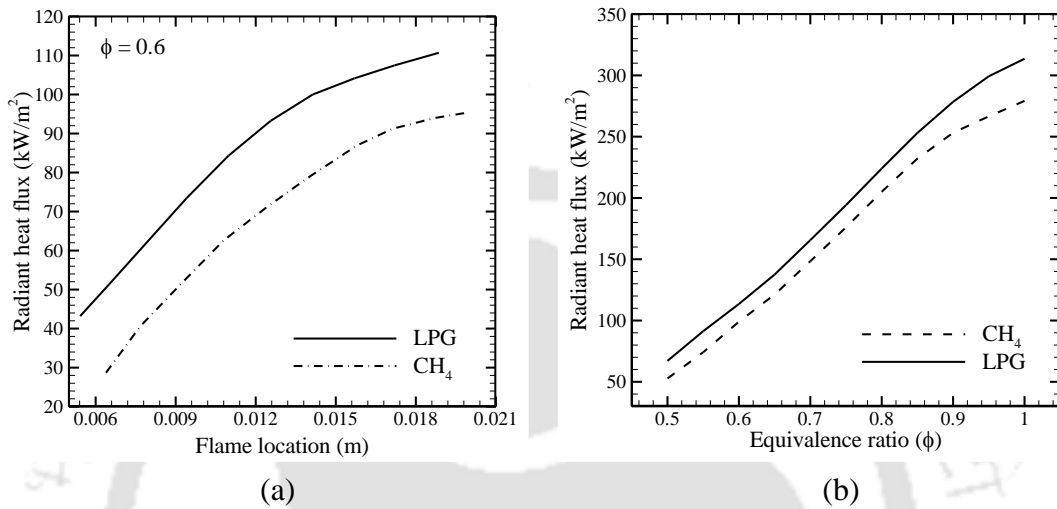 ϕ = 0.6
Radiant heat flux (kW/m²)
120
110
100
90
80
70
60
50
40
30
20
LPG
CH₄
0.006 0.009 0.012 0.015 0.018 0.021
Flame location (m)
(a)
Radiant heat flux (kW/m²)
350
300
250
200
150
100
50
CH₄
LPG
0.5 0.6 0.7 0.8 0.9 1
Equivalence ratio (ϕ)
(b)